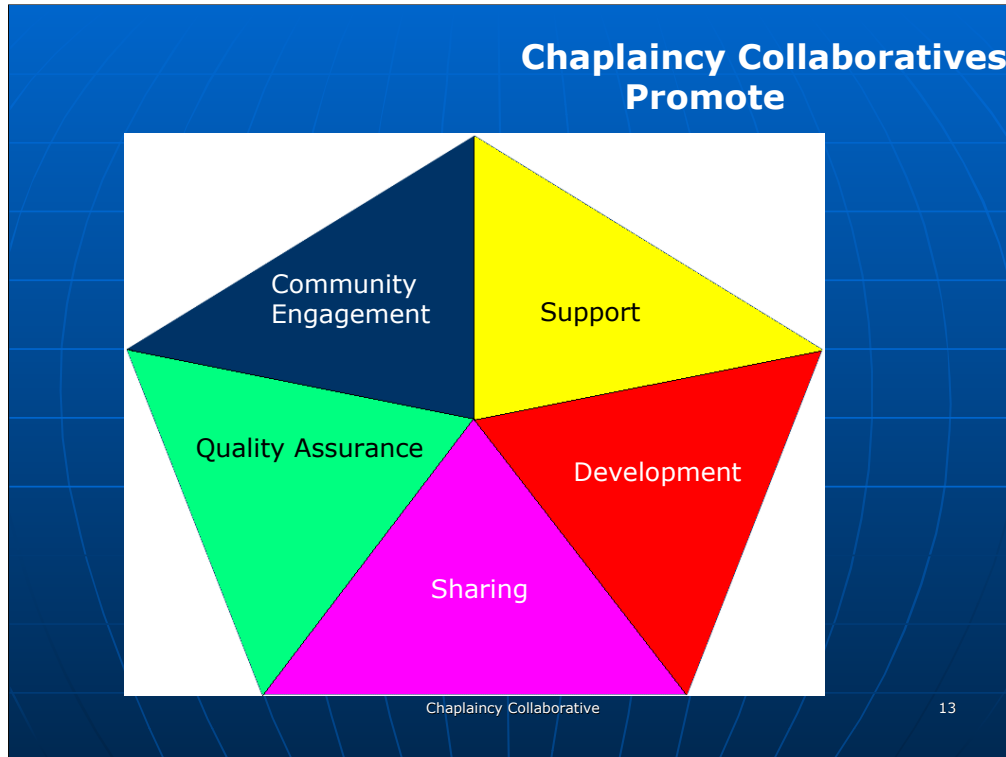 Chaplaincy Collaboratives
Promote
Community
Engagement
Support
Quality Assurance
Development
Sharing
Chaplaincy Collaborative
13